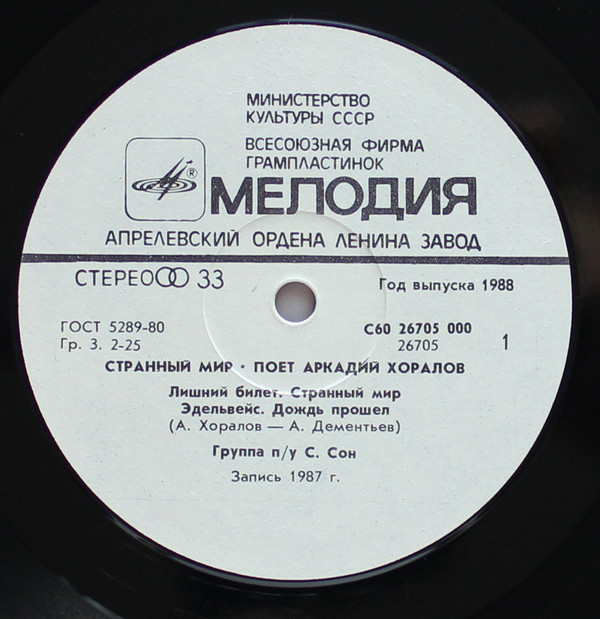 МИНИСТЕРСТВО
КУЛЬТУРЫ СССР
ВСЕСОЮЗНАЯ ФИРМА
ГРАМПЛАСТИНОК
®
МЕЛОДИЯ
АПРЕЛЕВСКИЙ ОРДЕНА ЛЕНИНА ЗАВОД
СТЕРЕО 33
Год выпуска 1988
ГОСТ 5289-80
С60 26705 000
Гр. 3. 2-25
26705
1
СТРАННЫЙ МИР · ПОЕТ АРКАДИЙ ХОРАЛОВ
Лишний билет. Странный мир
Эдельвейс. Дождь прошел
(А. Хоралов — А. Дементьев)
Группа п/у С. Сон
Запись 1987 г.